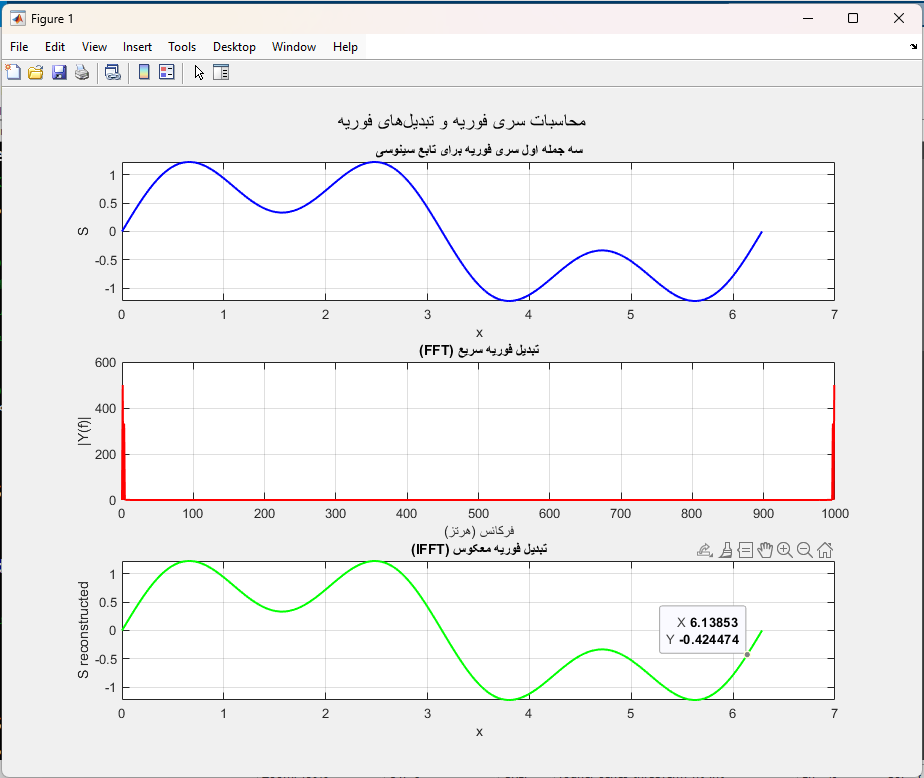 Figure 1
File Edit View Insert Tools Desktop Window Help
محاسبات سری فوریه و تبدیل‌های فوریه
سه جمله اول سری فوریه برای تابع سینوسی
1
0.5
0
-0.5
-1
S
0 1 2 3 4 5 6 7
x
تبدیل فوریه سریع (FFT)
600
400
200
0
|Y(f)|
0 100 200 300 400 500 600 700 800 900 1000
فرکانس (هرتز)
تبدیل فوریه معکوس (IFFT)
1
0.5
0
-0.5
-1
S reconstructed
X 6.13853
Y -0.424474
0 1 2 3 4 5 6 7
x